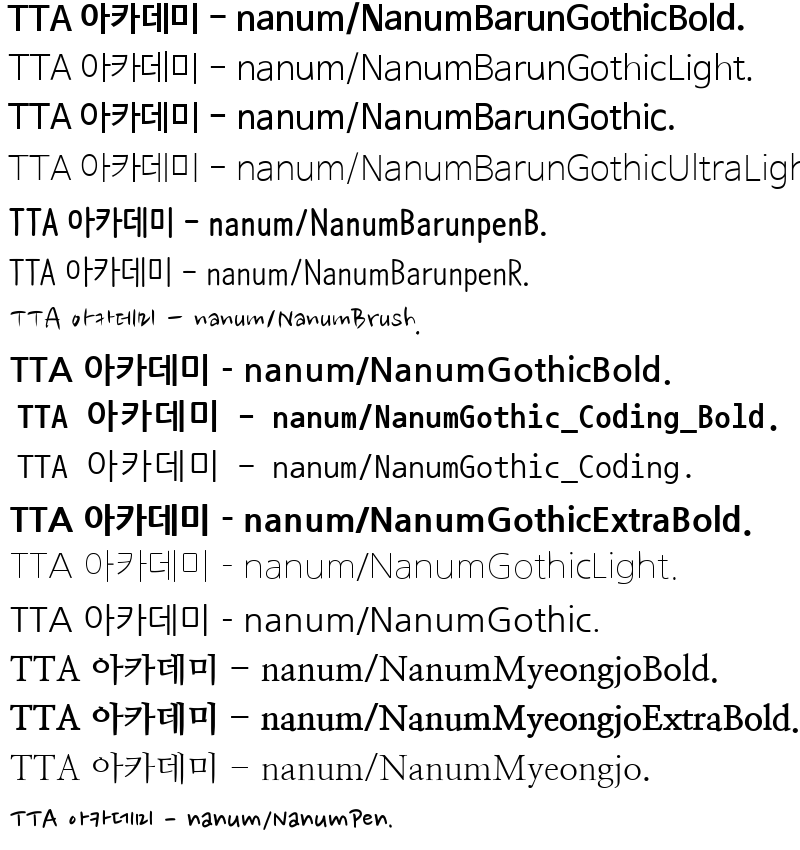 TTA 아카데미 – nanum/NanumBarunGothicBold.
TTA 아카데미 – nanum/NanumBarunGothicLight.
TTA 아카데미 – nanum/NanumBarunGothic.
TTA 아카데미 – nanum/NanumBarunGothicUltraLigh
TTA 아카데미 – nanum/NanumBarunpenB.
TTA 아카데미 – nanum/NanumBarunpenR.
TTA 아카데미 – nanum/NanumBrush.
TTA 아카데미 - nanum/NanumGothicBold.
TTA 아카데미 – nanum/NanumGothic_Coding_Bold.
TTA 아카데미 – nanum/NanumGothic_Coding.
TTA 아카데미 - nanum/NanumGothicExtraBold.
TTA 아카데미 - nanum/NanumGothicLight.
TTA 아카데미 - nanum/NanumGothic.
TTA 아카데미 – nanum/NanumMyeongjoBold.
TTA 아카데미 – nanum/NanumMyeongjoExtraBold.
TTA 아카데미 – nanum/NanumMyeongjo.
TTA 아카데미 – nanum/NanumPen.